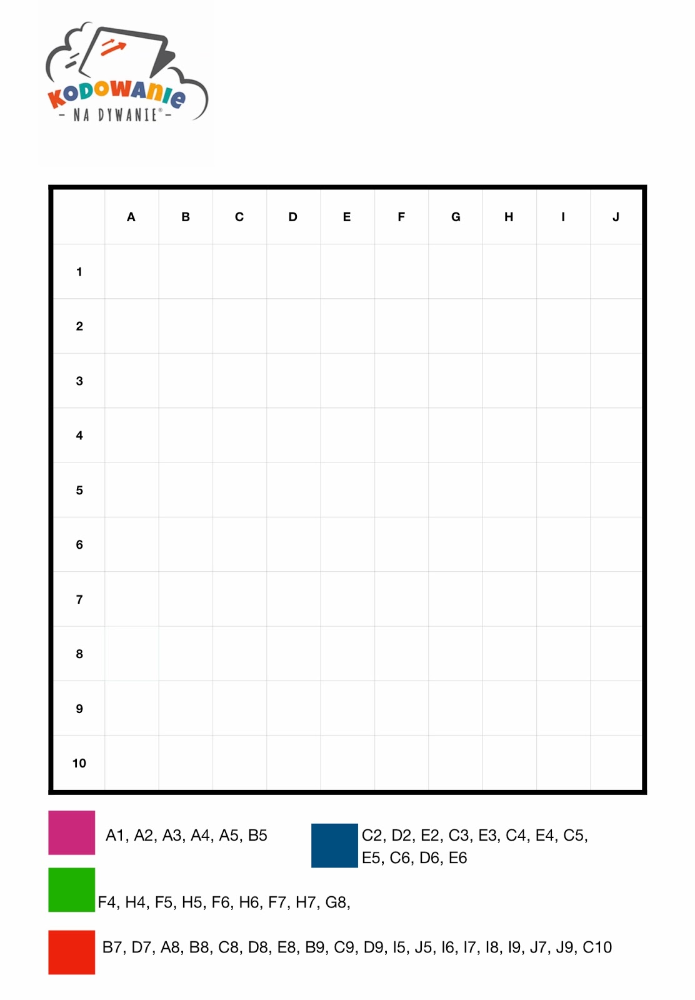 KODOWANIE
- NA DYWANIE® -
A B C D E F G H I J
1
2
3
4
5
6
7
8
9
10
A1, A2, A3, A4, A5, B5
C2, D2, E2, C3, E3, C4, E4, C5,
E5, C6, D6, E6
F4, H4, F5, H5, F6, H6, F7, H7, G8,
B7, D7, A8, B8, C8, D8, E8, B9, C9, D9, I5, J5, I6, I7, I8, I9, J7, J9, C10